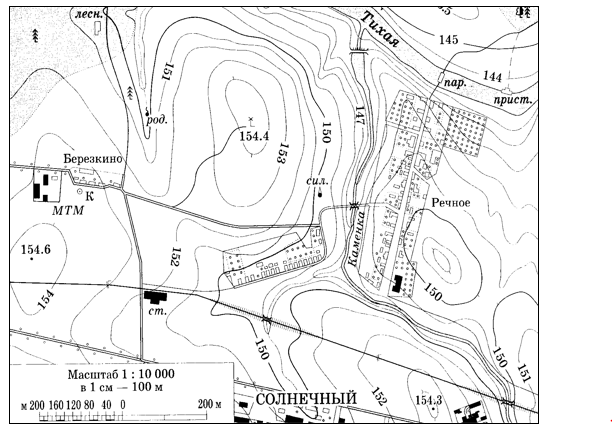 лесн.
Тихая
145
144
пар.
прист.
151
род.
147
150
153
154.4
Березкино
К
МТМ
сил.
Речное
Каменка
154.6
152
154
150
ст.
150
150
151
Масштаб 1 : 10 000
в 1 см — 100 м
м 200 160 120 80 40 0 200 м
СОЛНЕЧНЫЙ
152
154.3